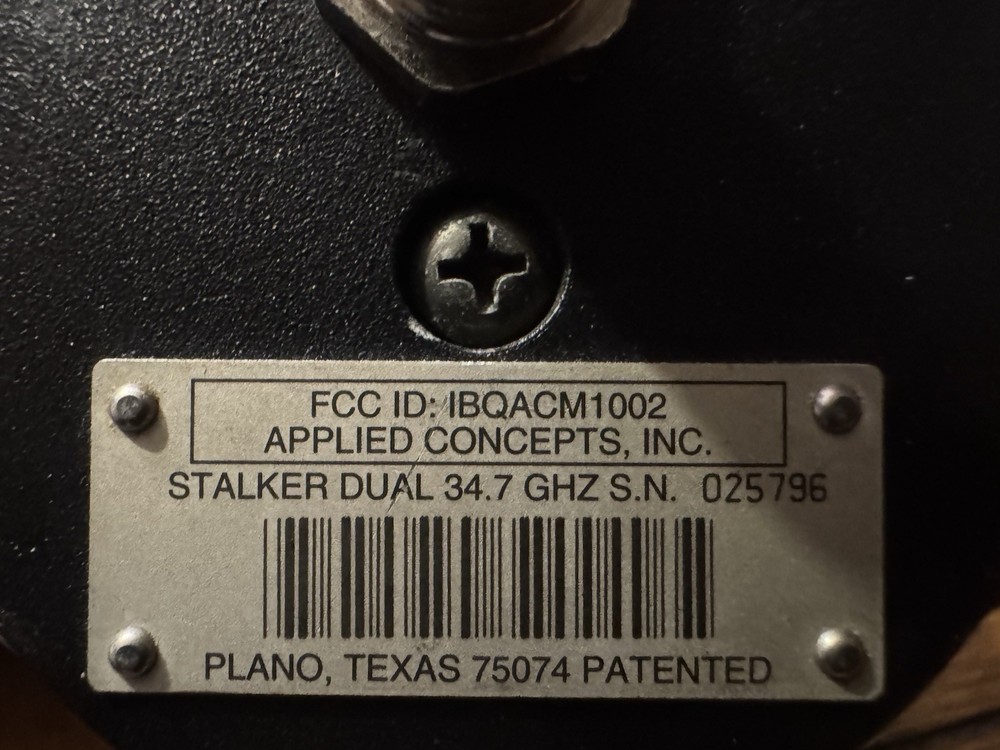 FCC ID: IBQACM1002
APPLIED CONCEPTS, INC.
STALKER DUAL 34.7 GHZ S.N. 025796
PLANO, TEXAS 75074 PATENTED